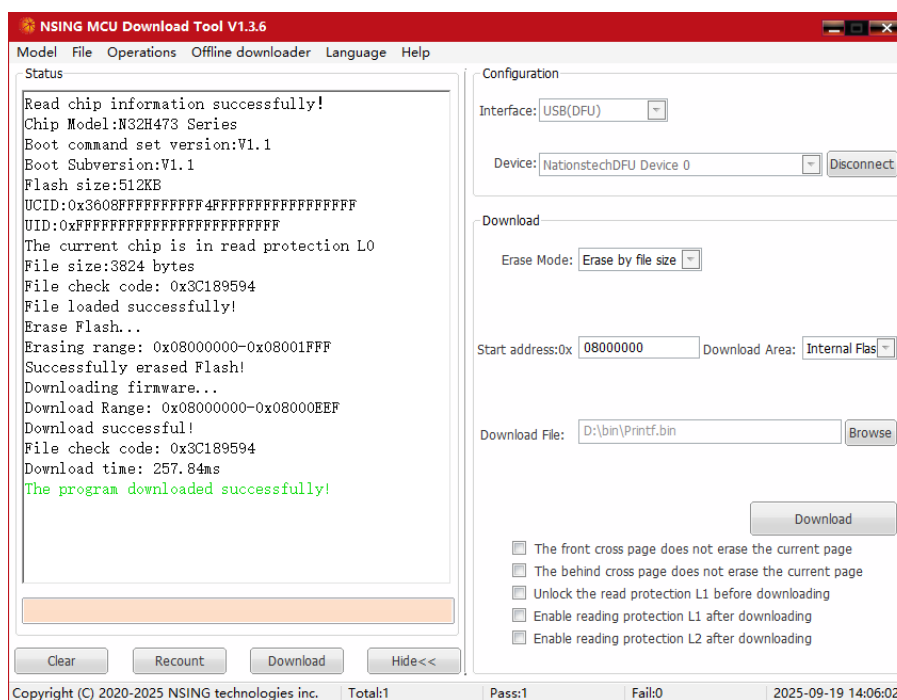 NSING MCU Download Tool V1.3.6
Model File Operations Offline downloader Language Help
Status
Read chip information successfully!
Chip Model:N32H473 Series
Boot command set version:V1.1
Boot Subversion:V1.1
Flash size:512KB
UCID:0x3608FFFFFFFFFF4FFFFFFFFFFFFFFFFF
UID:0xFFFFFFFFFFFFFFFFFFFFFFFF
The current chip is in read protection L0
File size:3824 bytes
File check code: 0x3C189594
File loaded successfully!
Erase Flash...
Erasing range: 0x08000000-0x08001FFF
Successfully erased Flash!
Downloading firmware...
Download Range: 0x08000000-0x08000EEF
Download successful!
File check code: 0x3C189594
Download time: 257.84ms
The program downloaded successfully!
Clear Recount Download Hide<<
Configuration
Interface: USB(DFU)
Device: NationstechDFU Device 0 Disconnect
Download
Erase Mode: Erase by file size
Start address:0x 08000000 Download Area: Internal Flas
Download File: D:\bin\Printf.bin Browse
Download
The front cross page does not erase the current page
The behind cross page does not erase the current page
Unlock the read protection L1 before downloading
Enable reading protection L1 after downloading
Enable reading protection L2 after downloading
Copyright (C) 2020-2025 NSING technologies inc. Total:1 Pass:1 Fail:0 2025-09-19 14:06:02